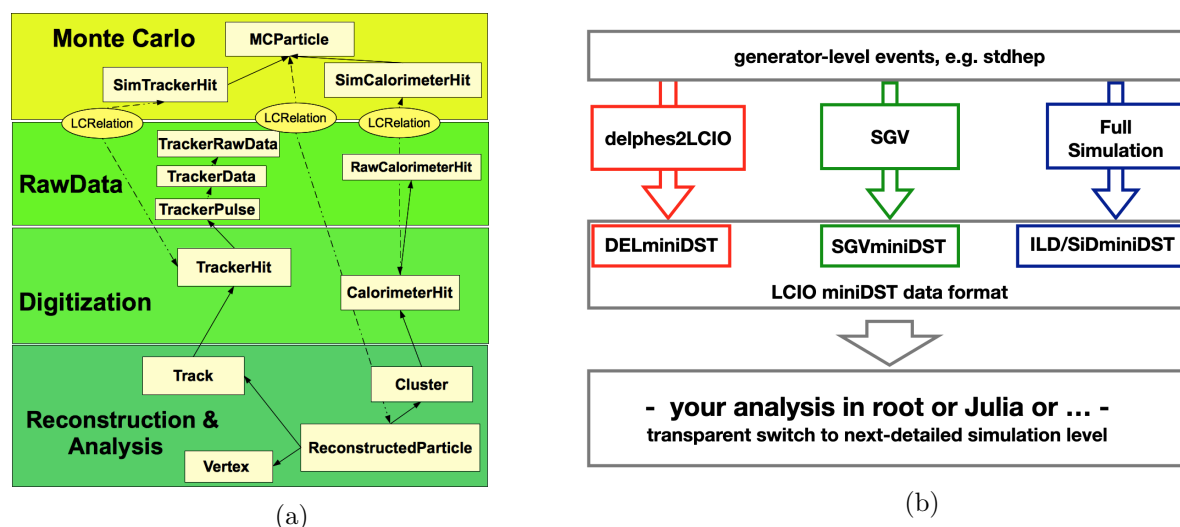 Monte Carlo
MCParticle
SimTrackerHit
SimCalorimeterHit
LCRelation
LCRelation
LCRelation
RawData
TrackerRawData
TrackerData
TrackerPulse
RawCalorimeterHit
Digitization
TrackerHit
CalorimeterHit
Reconstruction &
Analysis
Track
Cluster
ReconstructedParticle
Vertex
(a)
generator-level events, e.g. stdhep
delphes2LCIO
SGV
Full
Simulation
DELminiDST
SGVminiDST
ILD/SiDminiDST
LCIO miniDST data format
- your analysis in root or Julia or ... -
transparent switch to next-detailed simulation level
(b)